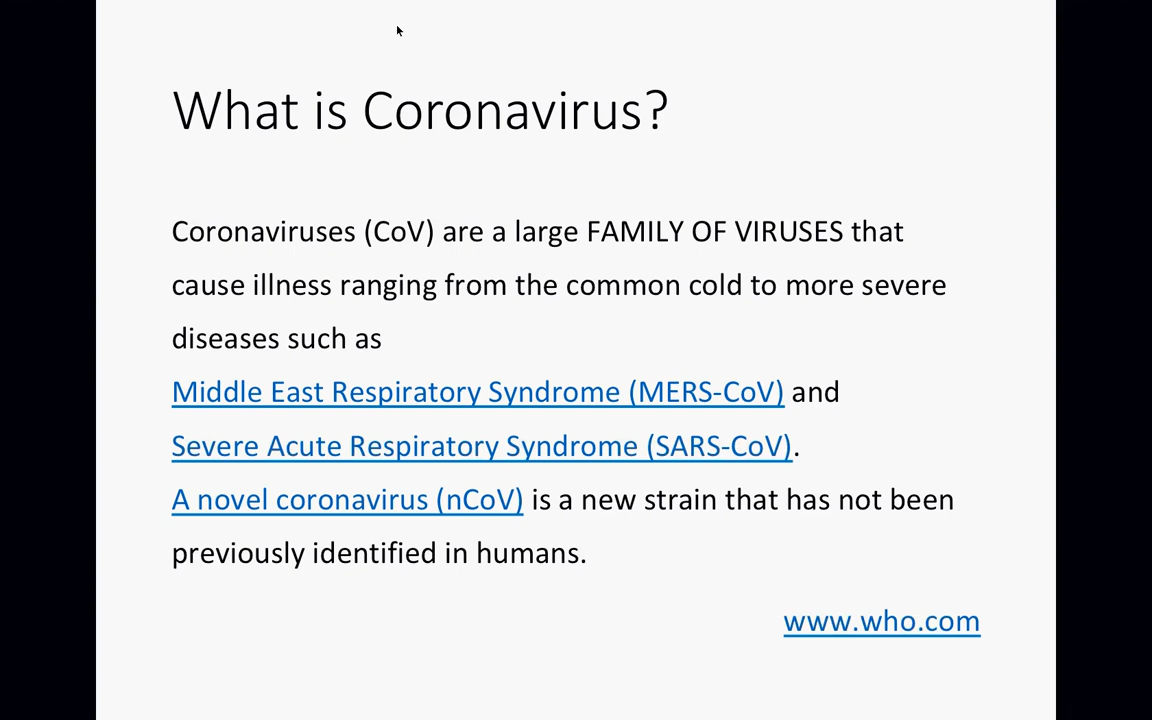 What is Coronavirus?
Coronaviruses (CoV) are a large FAMILY OF VIRUSES that
cause illness ranging from the common cold to more severe
diseases such as
Middle East Respiratory Syndrome (MERS-CoV) and
Severe Acute Respiratory Syndrome (SARS-CoV).
A novel coronavirus (nCoV) is a new strain that has not been
previously identified in humans.
www.who.com